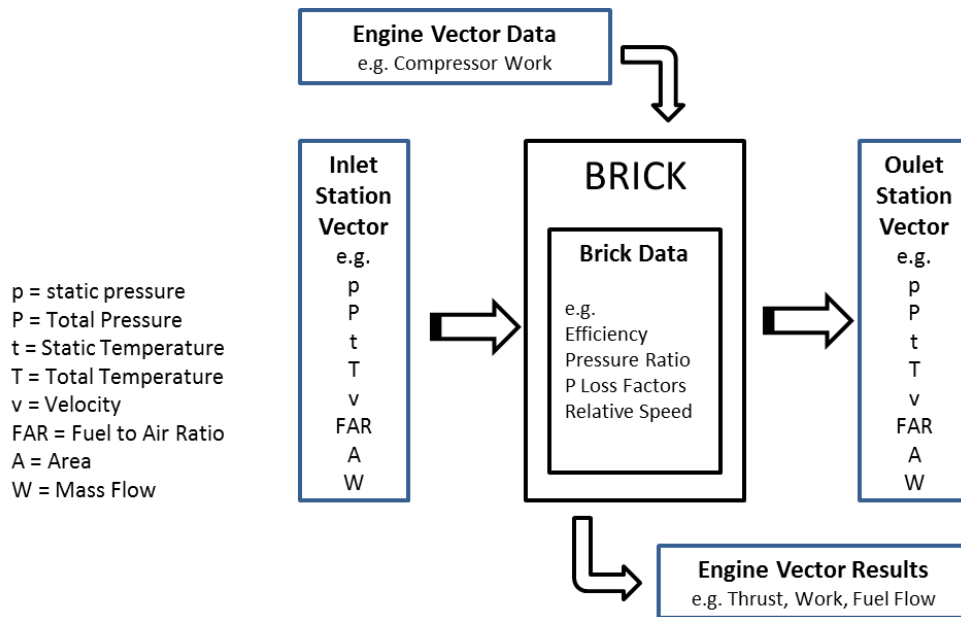 Engine Vector Data
e.g. Compressor Work
Inlet
Station
Vector
e.g.
p
P
t
T
v
FAR
A
W
BRICK
Brick Data
e.g.
Efficiency
Pressure Ratio
P Loss Factors
Relative Speed
Oulet
Station
Vector
e.g.
p
P
t
T
v
FAR
A
W
p = static pressure
P = Total Pressure
t = Static Temperature
T = Total Temperature
v = Velocity
FAR = Fuel to Air Ratio
A = Area
W = Mass Flow
Engine Vector Results
e.g. Thrust, Work, Fuel Flow